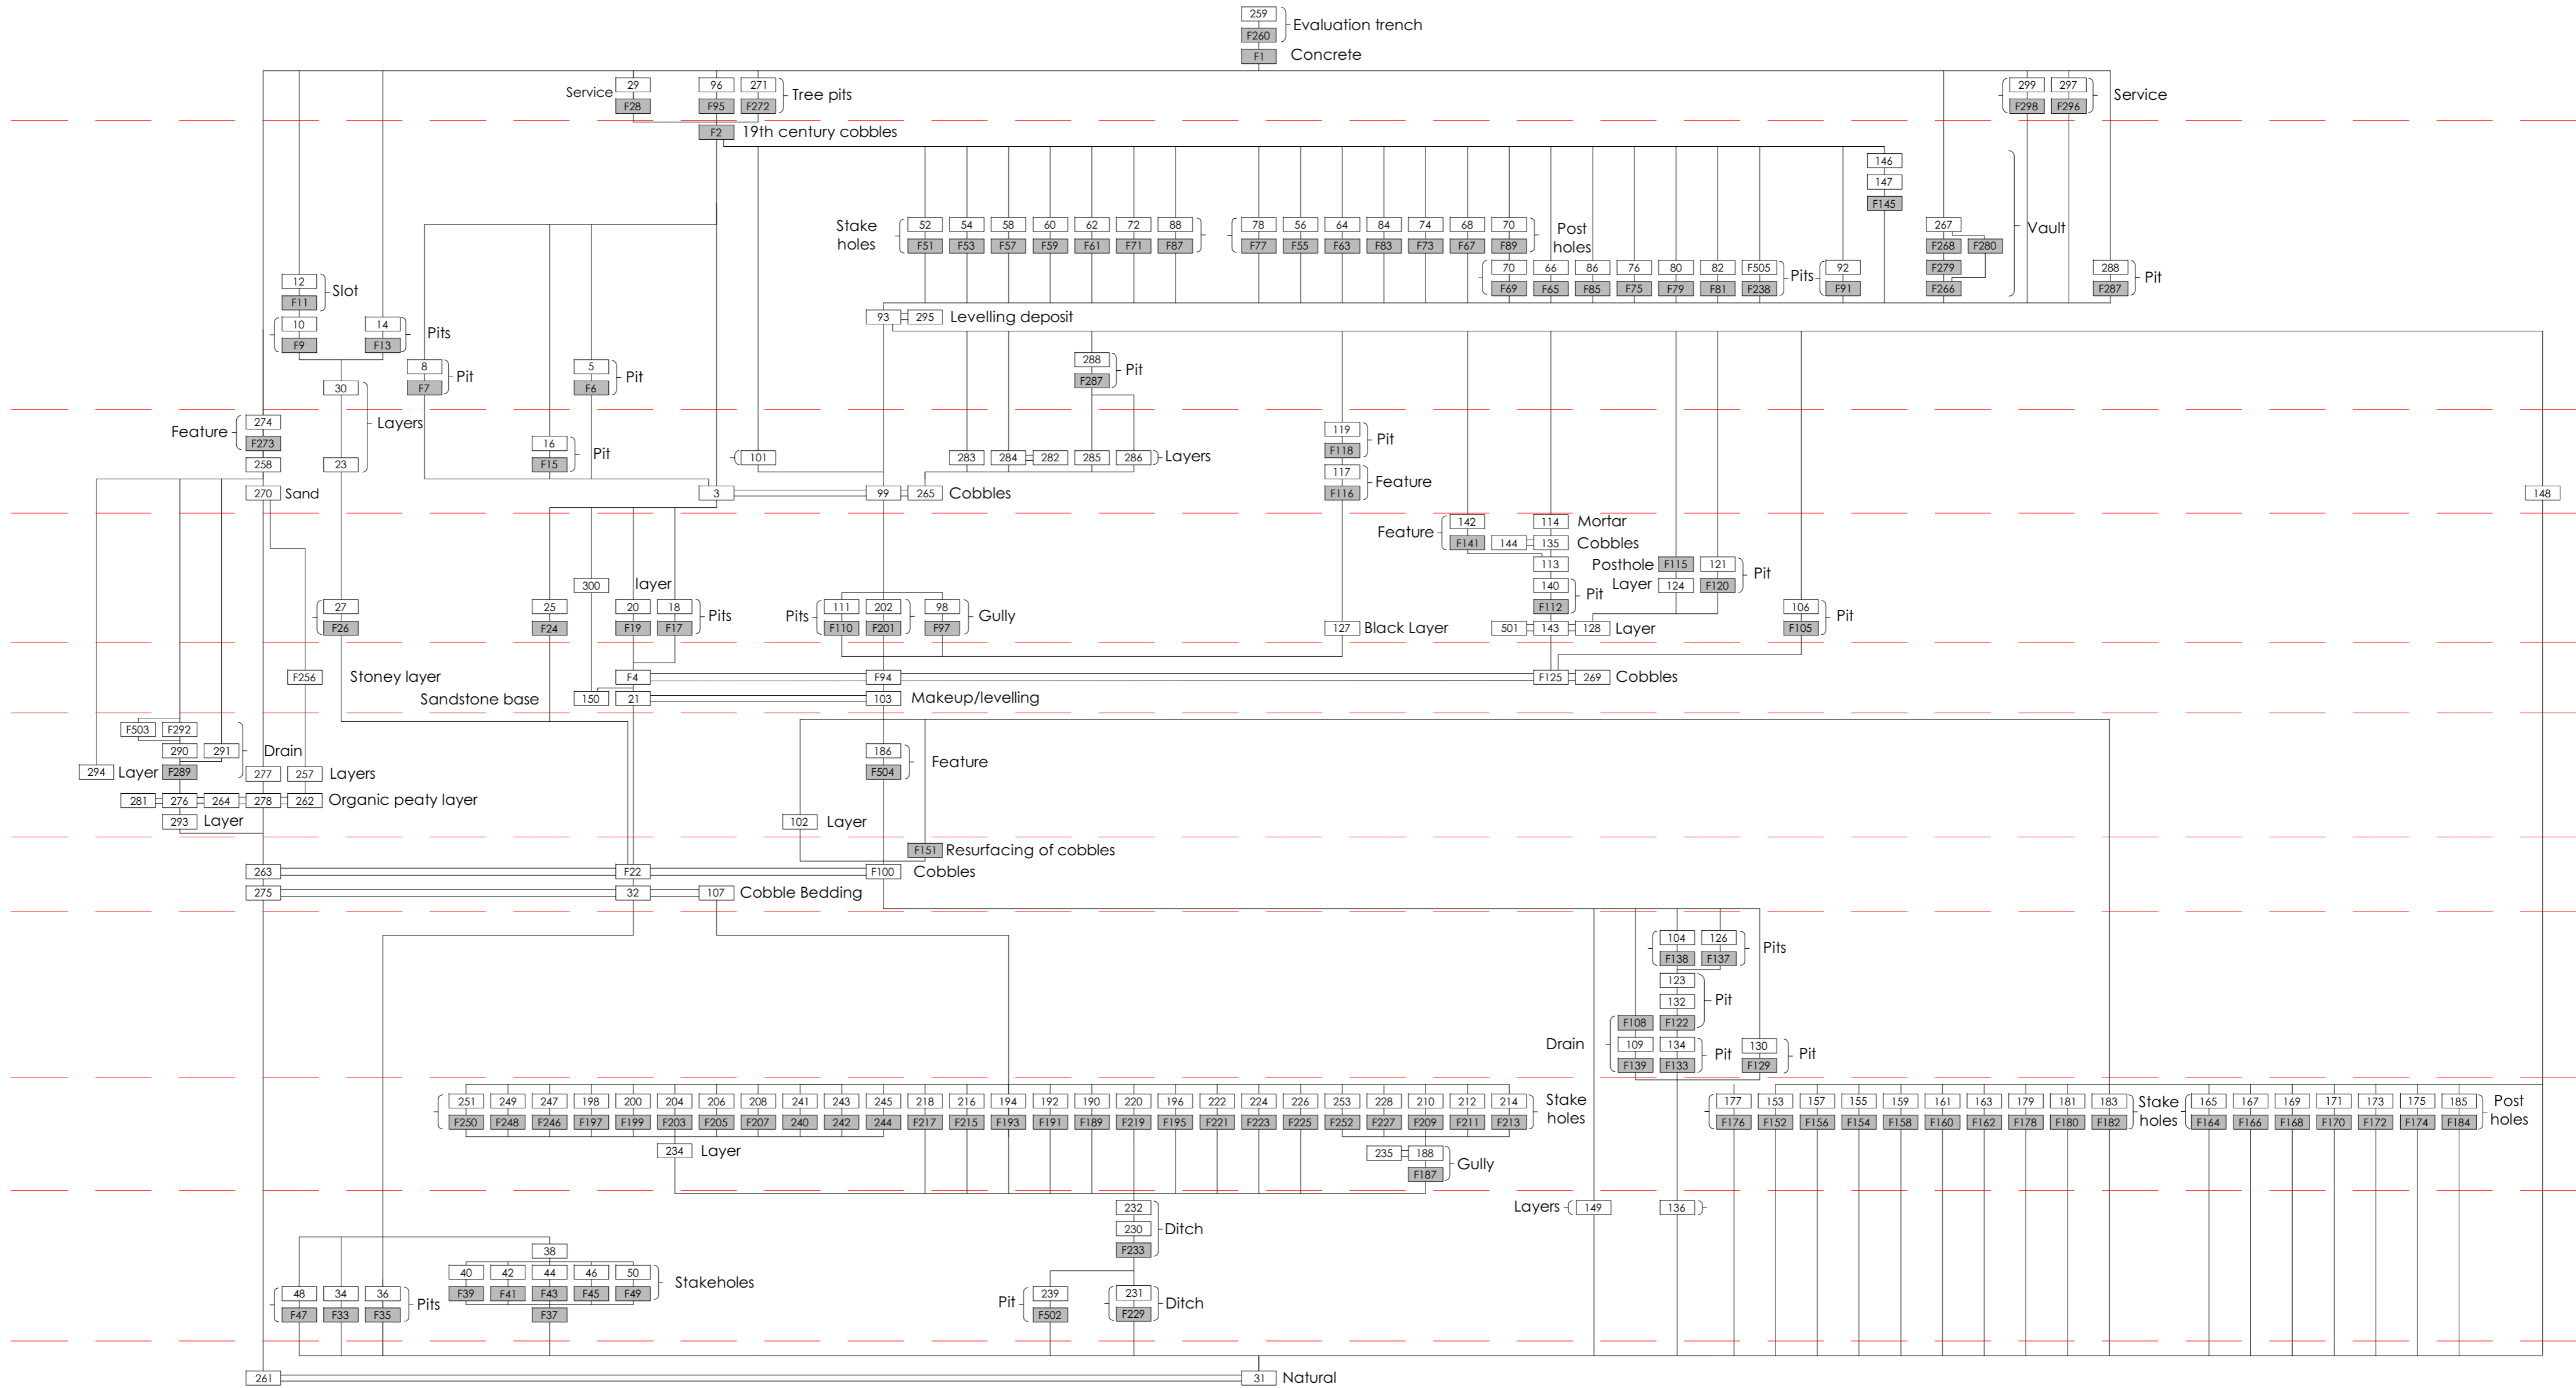 259
F260
Evaluation trench
F1 Concrete
Service
29 96 271
F28 F95 F272
Tree pits
299 297
F298 F296
Service
F2 19th century cobbles
146
147
F145
Stake
holes
52 54 58 60 62 72 88
F51 F53 F57 F59 F61 F71 F87
78 56 64 84 74 68 70
F77 F55 F63 F83 F73 F67 F89
Post
holes
267
F268 F280
F279
F266
Vault
70 66 86 76 80 82 F505
F69 F65 F85 F75 F79 F81 F238
Pits
92
F91
288
F287
Pit
12
F11
Slot
10 14
F9 F13
Pits
93 295 Levelling deposit
8
F7
Pit
5
F6
Pit
288
F287
Pit
30
Layers
Feature
274
F273
258 23
16
F15
Pit
101
283 284 282 285 286 Layers
119
F118
Pit
117
F116
Feature
270 Sand
3 99 265 Cobbles
148
Feature
142
F141
114 Mortar
144 135 Cobbles
113
Posthole F115
Layer 124
121
F120
Pit
140
F112
Pit
300 layer
27
F26
25
F24
20 18
F19 F17
Pits
Pits
111 202
F110 F201
98
F97
Gully
127 Black Layer
501 143 128 Layer
106
F105
Pit
F256 Stoney layer
F4 F94 F125 269 Cobbles
Sandstone base 150 21 103 Makeup/levelling
F503 F292
290 291
F289
Drain
294 Layer
277 257 Layers
186
F504
Feature
281 276 264 278 262 Organic peaty layer
293 Layer
102 Layer
F151 Resurfacing of cobbles
263 F22 F100 Cobbles
275 32 107 Cobble Bedding
104 126
F138 F137
Pits
123
132
F122
Pit
Drain
F108
109
F139
134
F133
Pit
130
F129
Pit
251 249 247 198 200 204 206 208 241 243 245 218 216 194 192 190 220 196 222 224 226 253 228 210 212 214
F250 F248 F246 F197 F199 F203 F205 F207 240 242 244 F217 F215 F193 F191 F189 F219 F195 F221 F223 F225 F252 F227 F209 F211 F213
Stake
holes
177 153 157 155 159 161 163 179 181 183
F176 F152 F156 F154 F158 F160 F162 F178 F180 F182
Stake
holes
165 167 169 171 173 175 185
F164 F166 F168 F170 F172 F174 F184
Post
holes
234 Layer
235 188
F187
Gully
232
230
F233
Ditch
Layers 149 136
38
40 42 44 46 50
F39 F41 F43 F45 F49
F37
Stakeholes
48 34 36
F47 F33 F35
Pits
Pit
239
F502
231
F229
Ditch
261 31 Natural